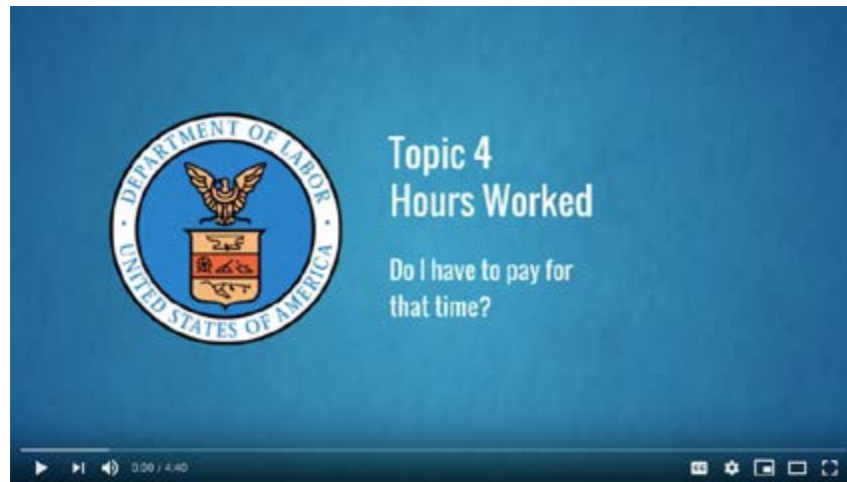 DEPARTMENT OF LABOR
UNITED STATES OF AMERICA
Topic 4
Hours Worked
Do I have to pay for
that time?
0:00 / 4:40
CC